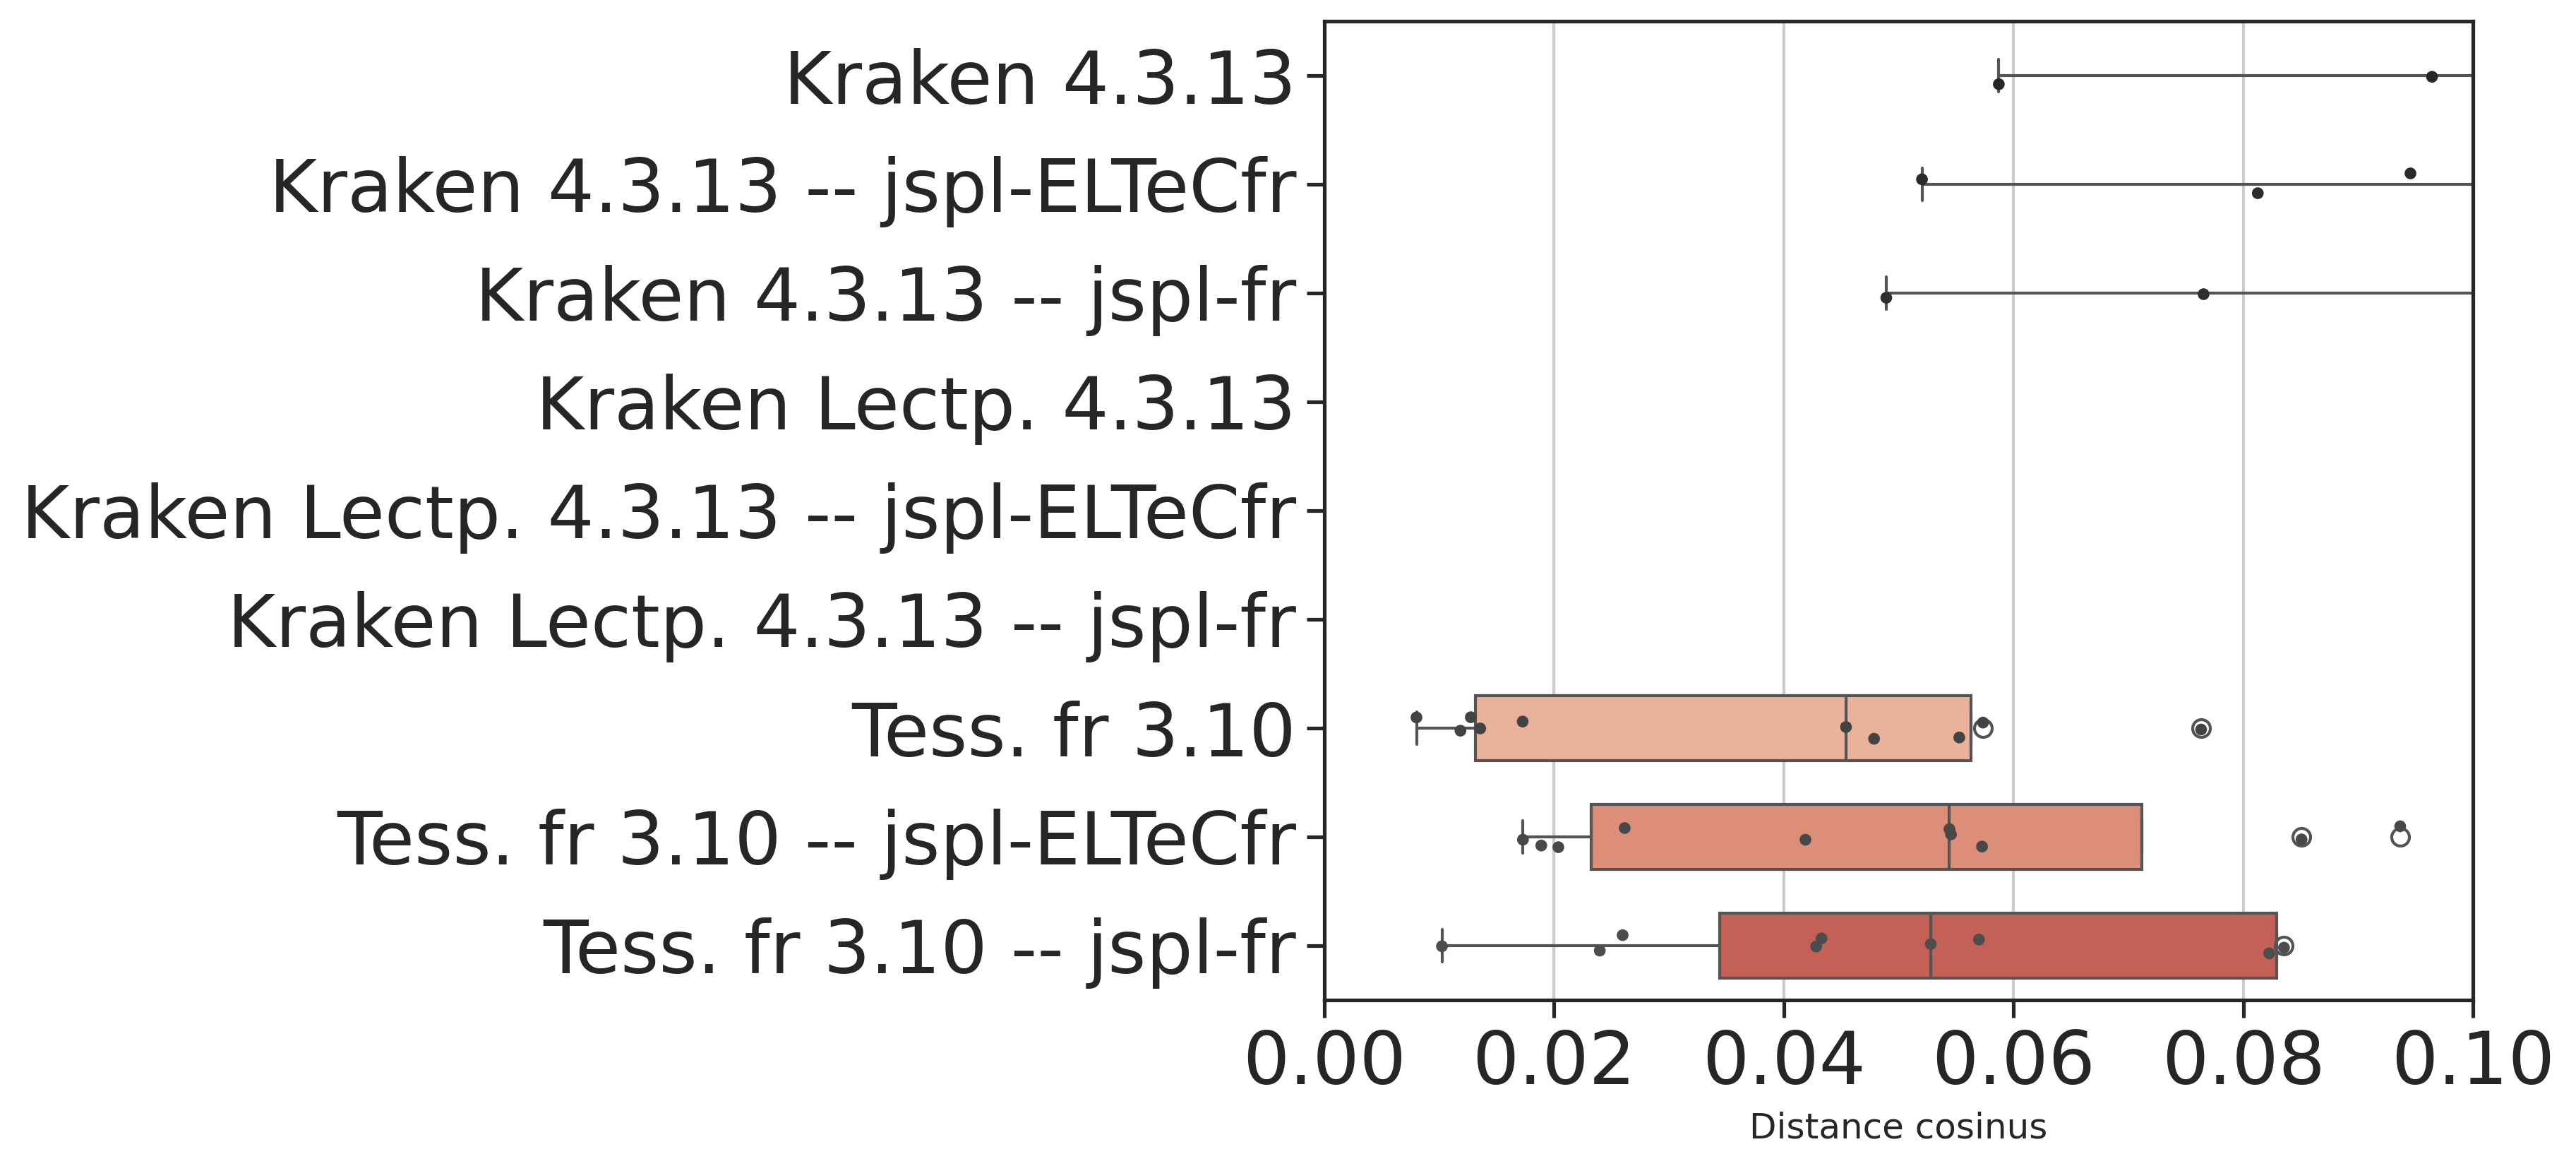 Kraken 4.3.13
Kraken 4.3.13 -- jspl-ELTeCfr
Kraken 4.3.13 -- jspl-fr
Kraken Lectp. 4.3.13
Kraken Lectp. 4.3.13 -- jspl-ELTeCfr
Kraken Lectp. 4.3.13 -- jspl-fr
Tess. fr 3.10
Tess. fr 3.10 -- jspl-ELTeCfr
Tess. fr 3.10 -- jspl-fr
0.00 0.02 0.04 0.06 0.08 0.10
Distance cosinus